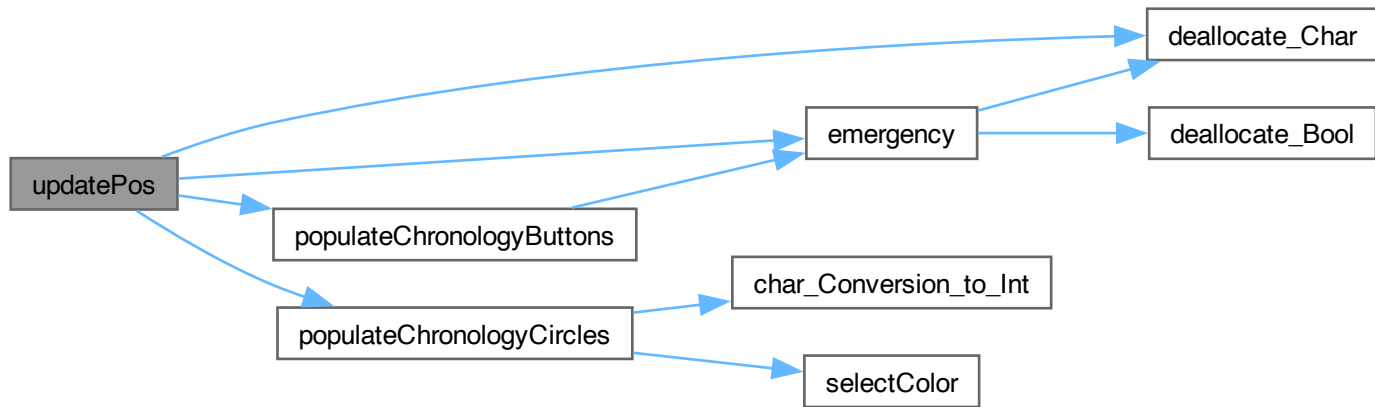 updatePos
deallocate_Char
emergency
deallocate_Bool
populateChronologyButtons
populateChronologyCircles
char_Conversion_to_Int
selectColor